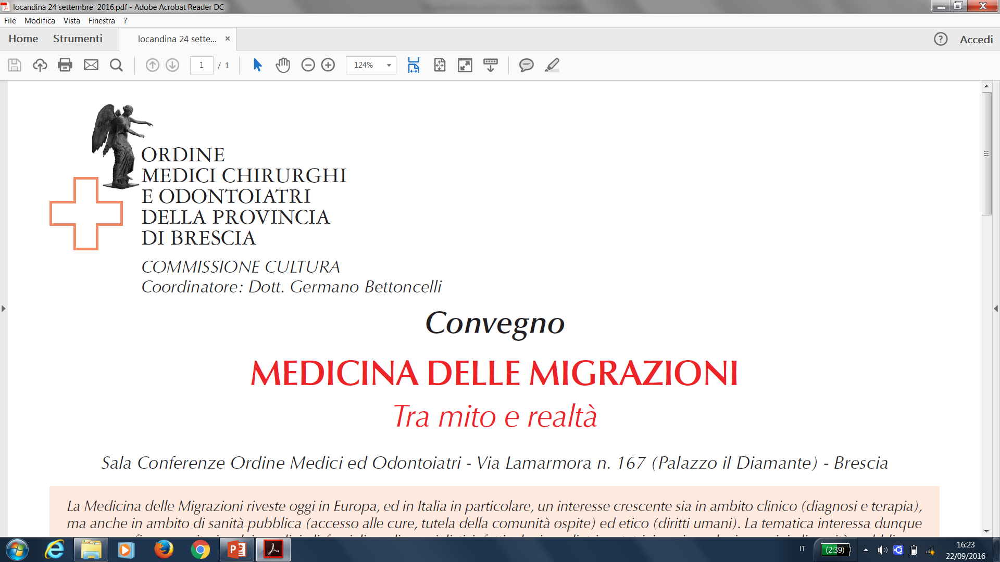 locandina 24 settembre 2016.pdf - Adobe Acrobat Reader DC
File Modifica Vista Finestra ?
Home Strumenti locandina 24 sette... × ? Accedi
1 / 1 124%
ORDINE
MEDICI CHIRURGHI
E ODONTOIATRI
DELLA PROVINCIA
DI BRESCIA
COMMISSIONE CULTURA
Coordinatore: Dott. Germano Bettoncelli
Convegno
MEDICINA DELLE MIGRAZIONI
Tra mito e realtà
Sala Conferenze Ordine Medici ed Odontoiatri - Via Lamarmora n. 167 (Palazzo il Diamante) - Brescia
La Medicina delle Migrazioni riveste oggi in Europa, ed in Italia in particolare, un interesse crescente sia in ambito clinico (diagnosi e terapia),
ma anche in ambito di sanità pubblica (accesso alle cure, tutela della comunità ospite) ed etico (diritti umani). La tematica interessa dunque
IT (2:39) 16:23
22/09/2016